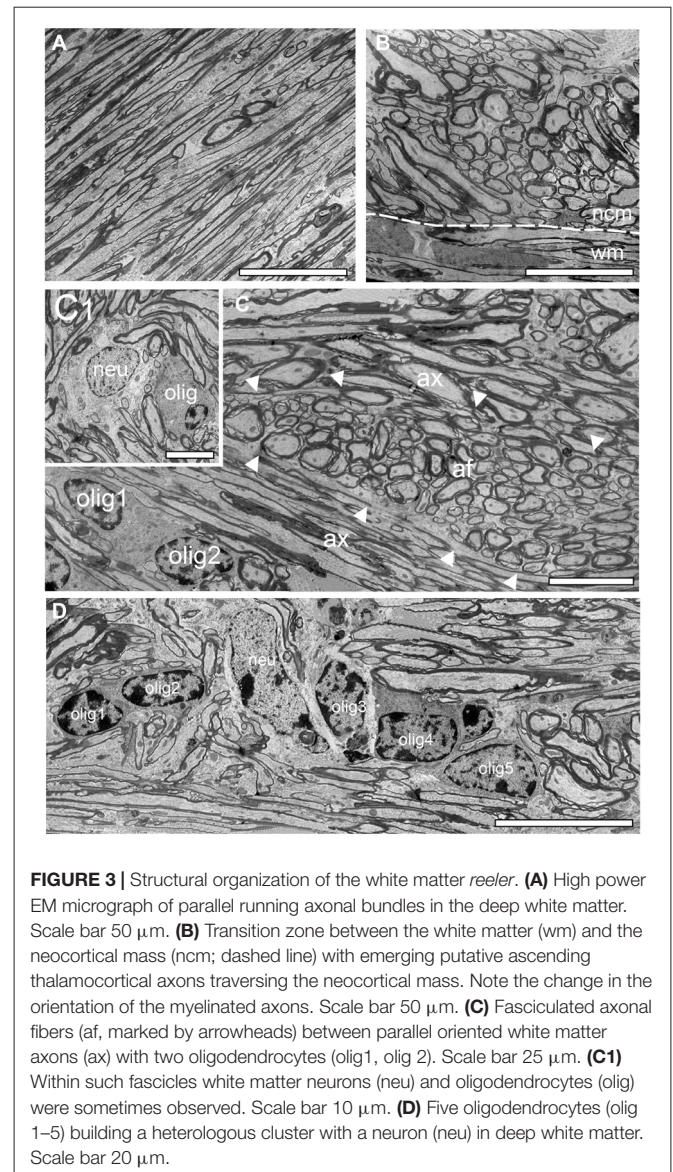 A
B
ncm
wm
C1
neu
olig
c
ax
af
olig1
olig2
ax
D
neu
olig1
olig2
olig3
olig4
olig5
FIGURE 3 | Structural organization of the white matter reeler. (A) High power
EM micrograph of parallel running axonal bundles in the deep white matter.
Scale bar 50 μm. (B) Transition zone between the white matter (wm) and the
neocortical mass (ncm; dashed line) with emerging putative ascending
thalamocortical axons traversing the neocortical mass. Note the change in the
orientation of the myelinated axons. Scale bar 50 μm. (C) Fasciculated axonal
fibers (af, marked by arrowheads) between parallel oriented white matter
axons (ax) with two oligodendrocytes (olig1, olig 2). Scale bar 25 μm. (C1)
Within such fascicles white matter neurons (neu) and oligodendrocytes (olig)
were sometimes observed. Scale bar 10 μm. (D) Five oligodendrocytes (olig
1–5) building a heterologous cluster with a neuron (neu) in deep white matter.
Scale bar 20 μm.